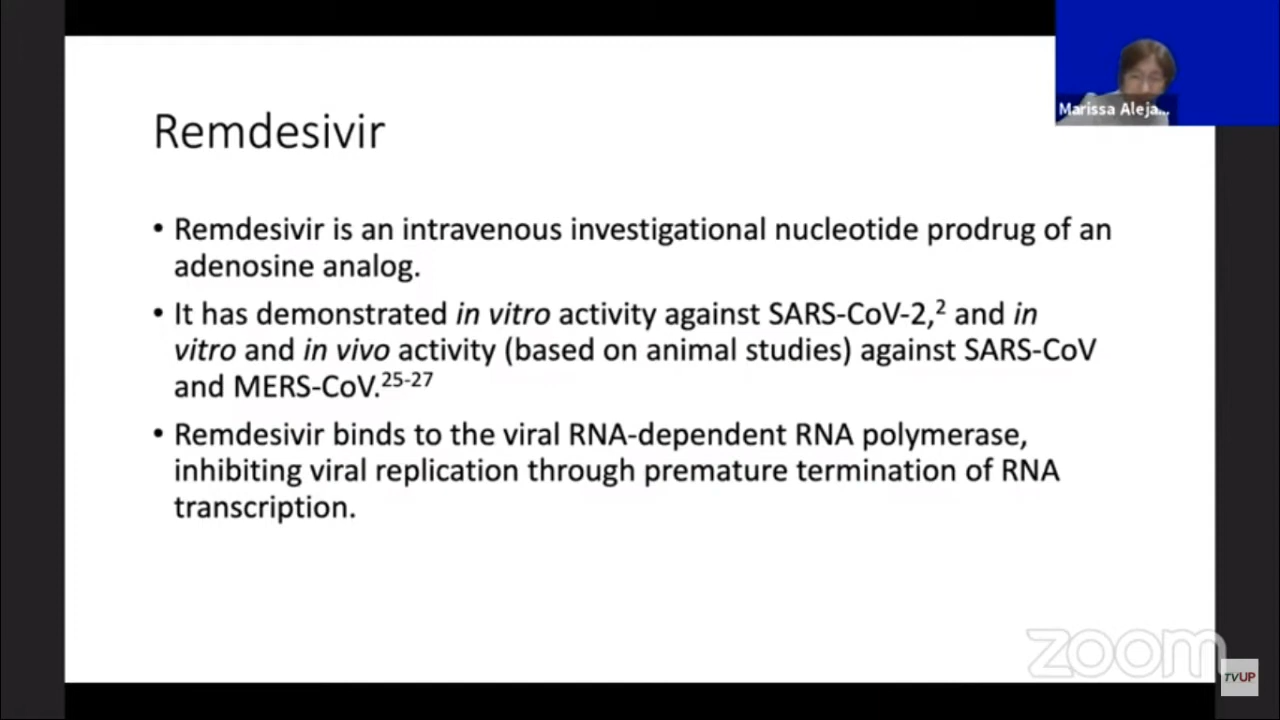 Marissa Aleja...
Remdesivir
• Remdesivir is an intravenous investigational nucleotide prodrug of an
adenosine analog.
• It has demonstrated in vitro activity against SARS-CoV-2,² and in
vitro and in vivo activity (based on animal studies) against SARS-CoV
and MERS-CoV.²⁵⁻²⁷
• Remdesivir binds to the viral RNA-dependent RNA polymerase,
inhibiting viral replication through premature termination of RNA
transcription.
zoom
TVUP